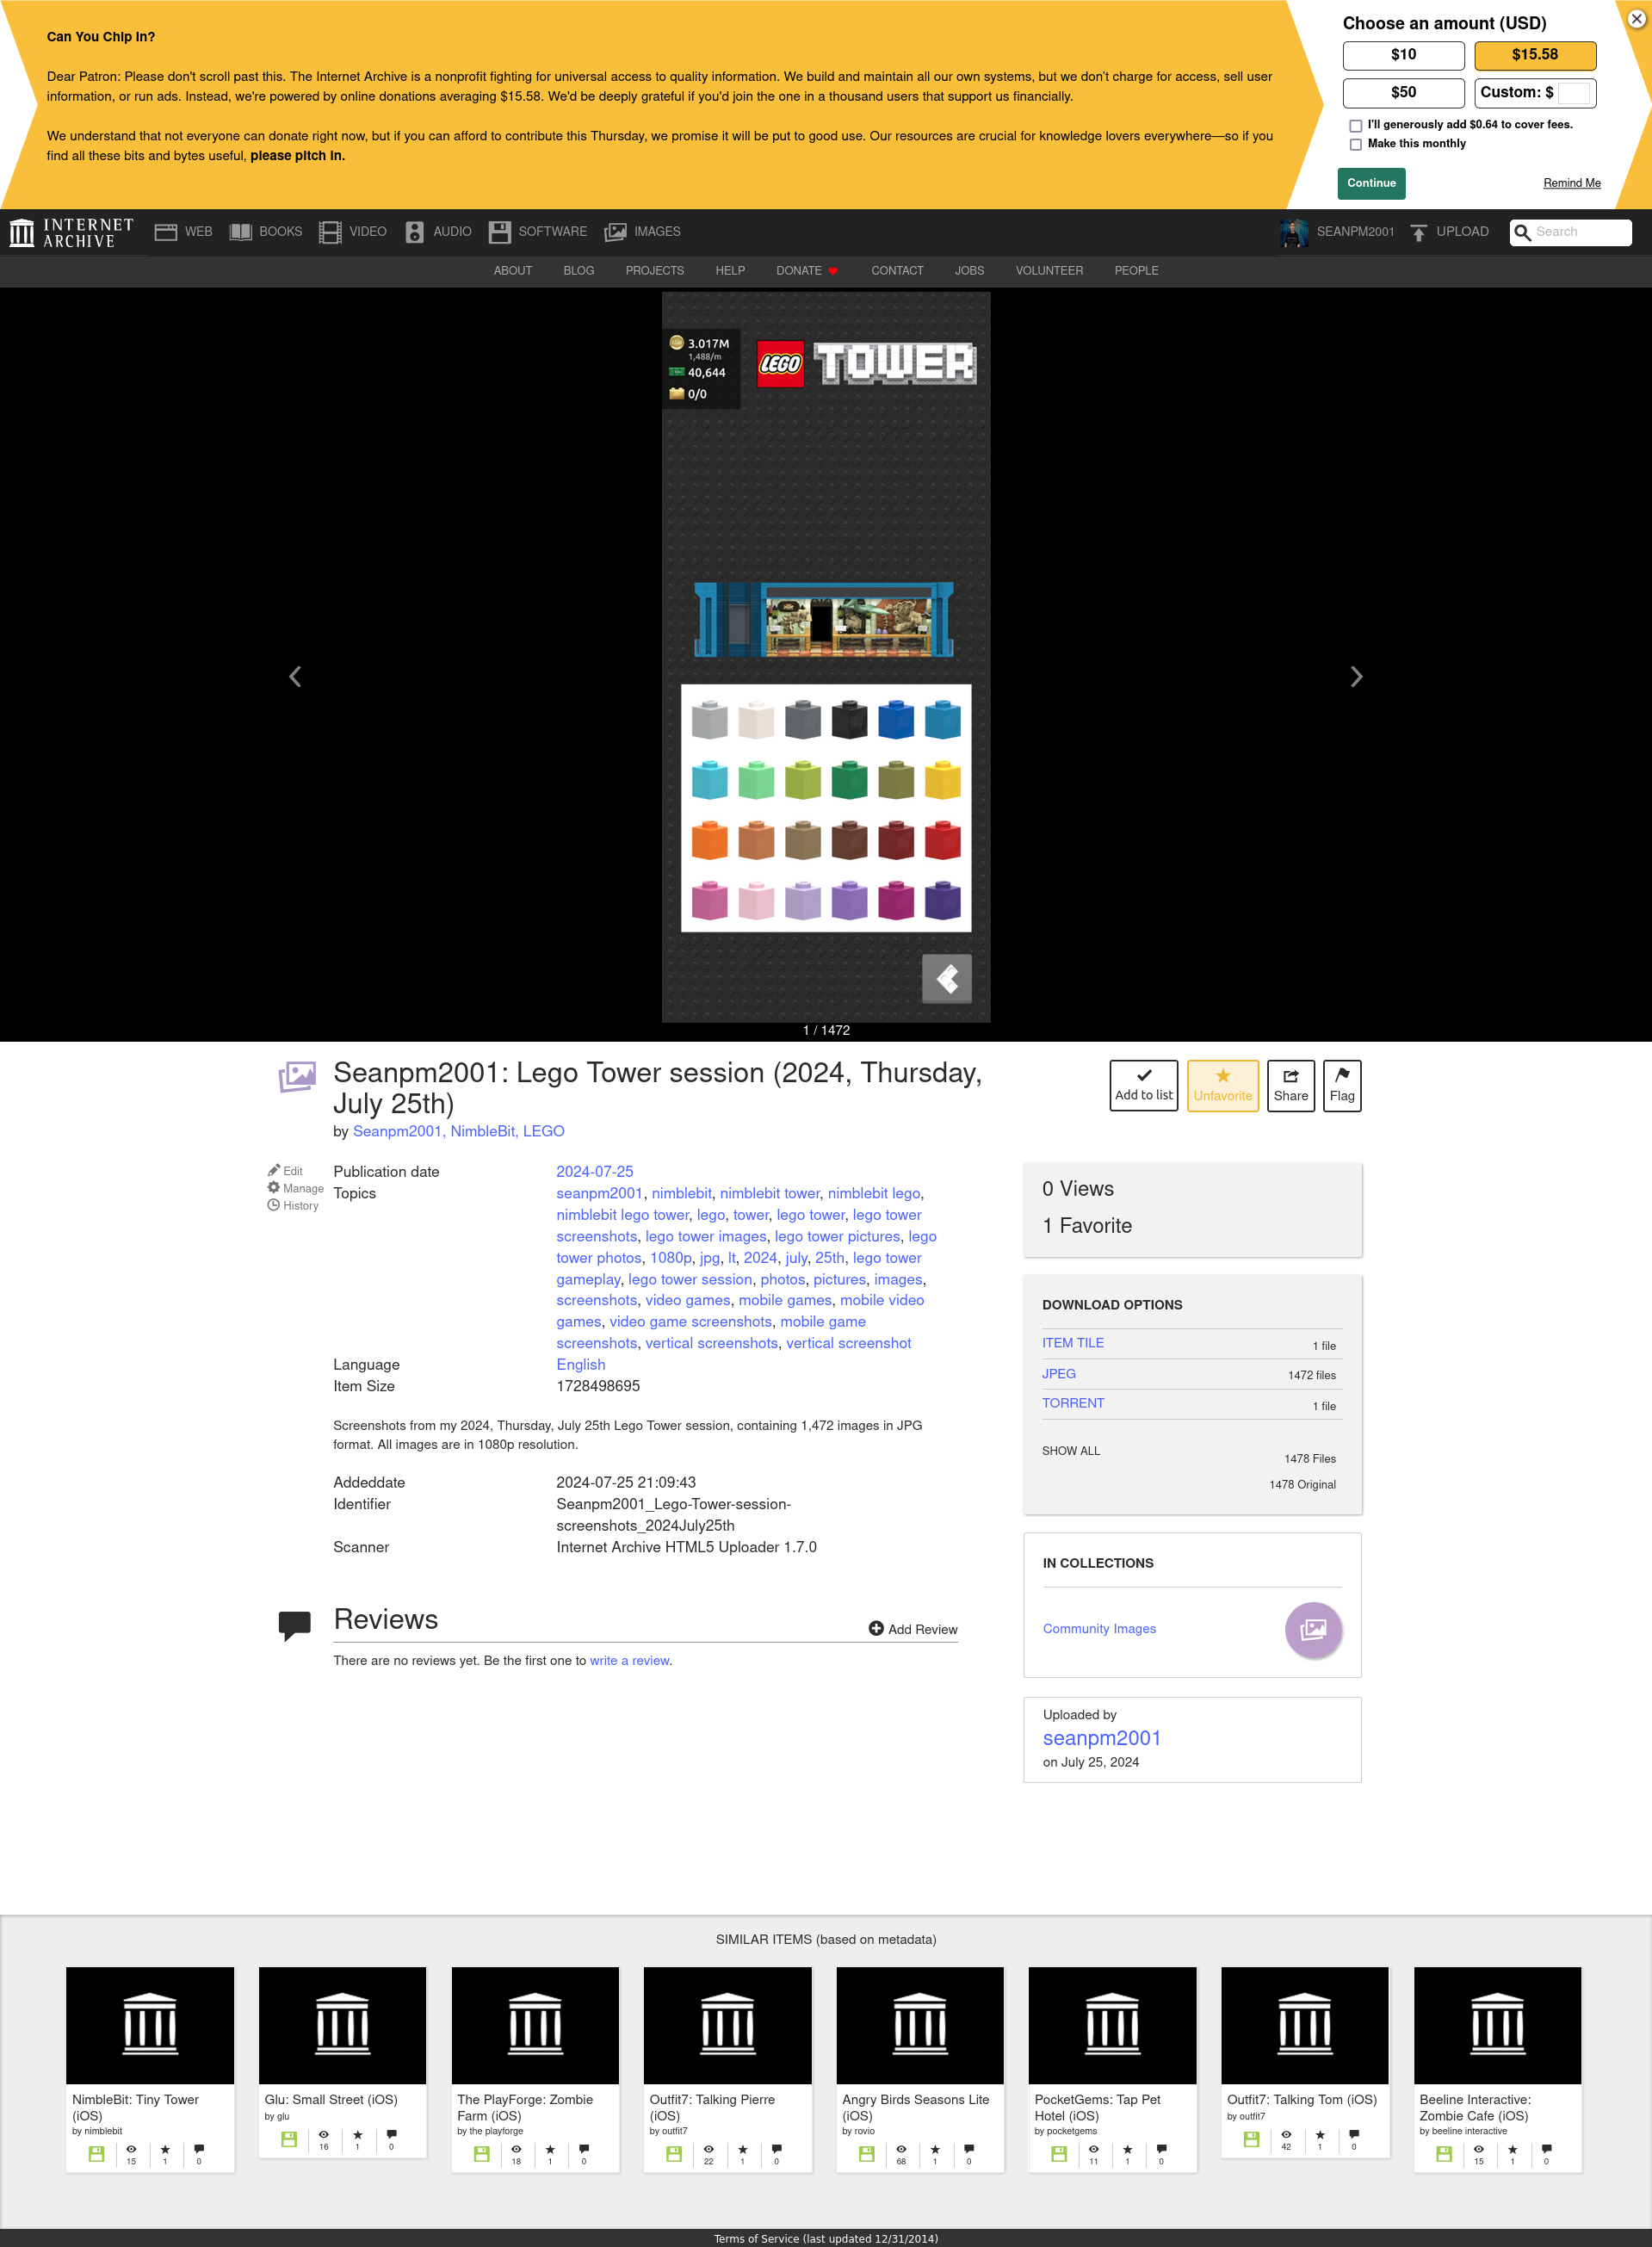 Can You Chip In?
Dear Patron: Please don't scroll past this. The Internet Archive is a nonprofit fighting for universal access to quality information. We build and maintain all our own systems, but we don't charge for access, sell user
information, or run ads. Instead, we're powered by online donations averaging $15.58. We'd be deeply grateful if you'd join the one in a thousand users that support us financially.
We understand that not everyone can donate right now, but if you can afford to contribute this Thursday, we promise it will be put to good use. Our resources are crucial for knowledge lovers everywhere—so if you
find all these bits and bytes useful, please pitch in.
Choose an amount (USD)
$10
$15.58
$50
Custom: $
I'll generously add $0.64 to cover fees.
Make this monthly
Continue
Remind Me
INTERNET
ARCHIVE
WEB
BOOKS
VIDEO
AUDIO
SOFTWARE
IMAGES
SEANPM2001
UPLOAD
Search
ABOUT
BLOG
PROJECTS
HELP
DONATE
CONTACT
JOBS
VOLUNTEER
PEOPLE
3.017M
1,488/m
40,644
0/0
LEGO
TOWER
1 / 1472
Seanpm2001: Lego Tower session (2024, Thursday,
July 25th)
by Seanpm2001, NimbleBit, LEGO
Add to list
Unfavorite
Share
Flag
Edit
Manage
History
Publication date 2024-07-25
Topics seanpm2001, nimblebit, nimblebit tower, nimblebit lego,
nimblebit lego tower, lego, tower, lego tower, lego tower
screenshots, lego tower images, lego tower pictures, lego
tower photos, 1080p, jpg, lt, 2024, july, 25th, lego tower
gameplay, lego tower session, photos, pictures, images,
screenshots, video games, mobile games, mobile video
games, video game screenshots, mobile game
screenshots, vertical screenshots, vertical screenshot
Language English
Item Size 1728498695
Screenshots from my 2024, Thursday, July 25th Lego Tower session, containing 1,472 images in JPG
format. All images are in 1080p resolution.
Addeddate 2024-07-25 21:09:43
Identifier Seanpm2001_Lego-Tower-session-
screenshots_2024July25th
Scanner Internet Archive HTML5 Uploader 1.7.0
Reviews
Add Review
There are no reviews yet. Be the first one to write a review.
0 Views
1 Favorite
DOWNLOAD OPTIONS
ITEM TILE 1 file
JPEG 1472 files
TORRENT 1 file
SHOW ALL 1478 Files
1478 Original
IN COLLECTIONS
Community Images
Uploaded by
seanpm2001
on July 25, 2024
SIMILAR ITEMS (based on metadata)
NimbleBit: Tiny Tower
(iOS)
by nimblebit
15 1 0
Glu: Small Street (iOS)
by glu
16 1 0
The PlayForge: Zombie
Farm (iOS)
by the playforge
18 1 0
Outfit7: Talking Pierre
(iOS)
by outfit7
22 1 0
Angry Birds Seasons Lite
(iOS)
by rovio
68 1 0
PocketGems: Tap Pet
Hotel (iOS)
by pocketgems
11 1 0
Outfit7: Talking Tom (iOS)
by outfit7
42 1 0
Beeline Interactive:
Zombie Cafe (iOS)
by beeline interactive
15 1 0
Terms of Service (last updated 12/31/2014)